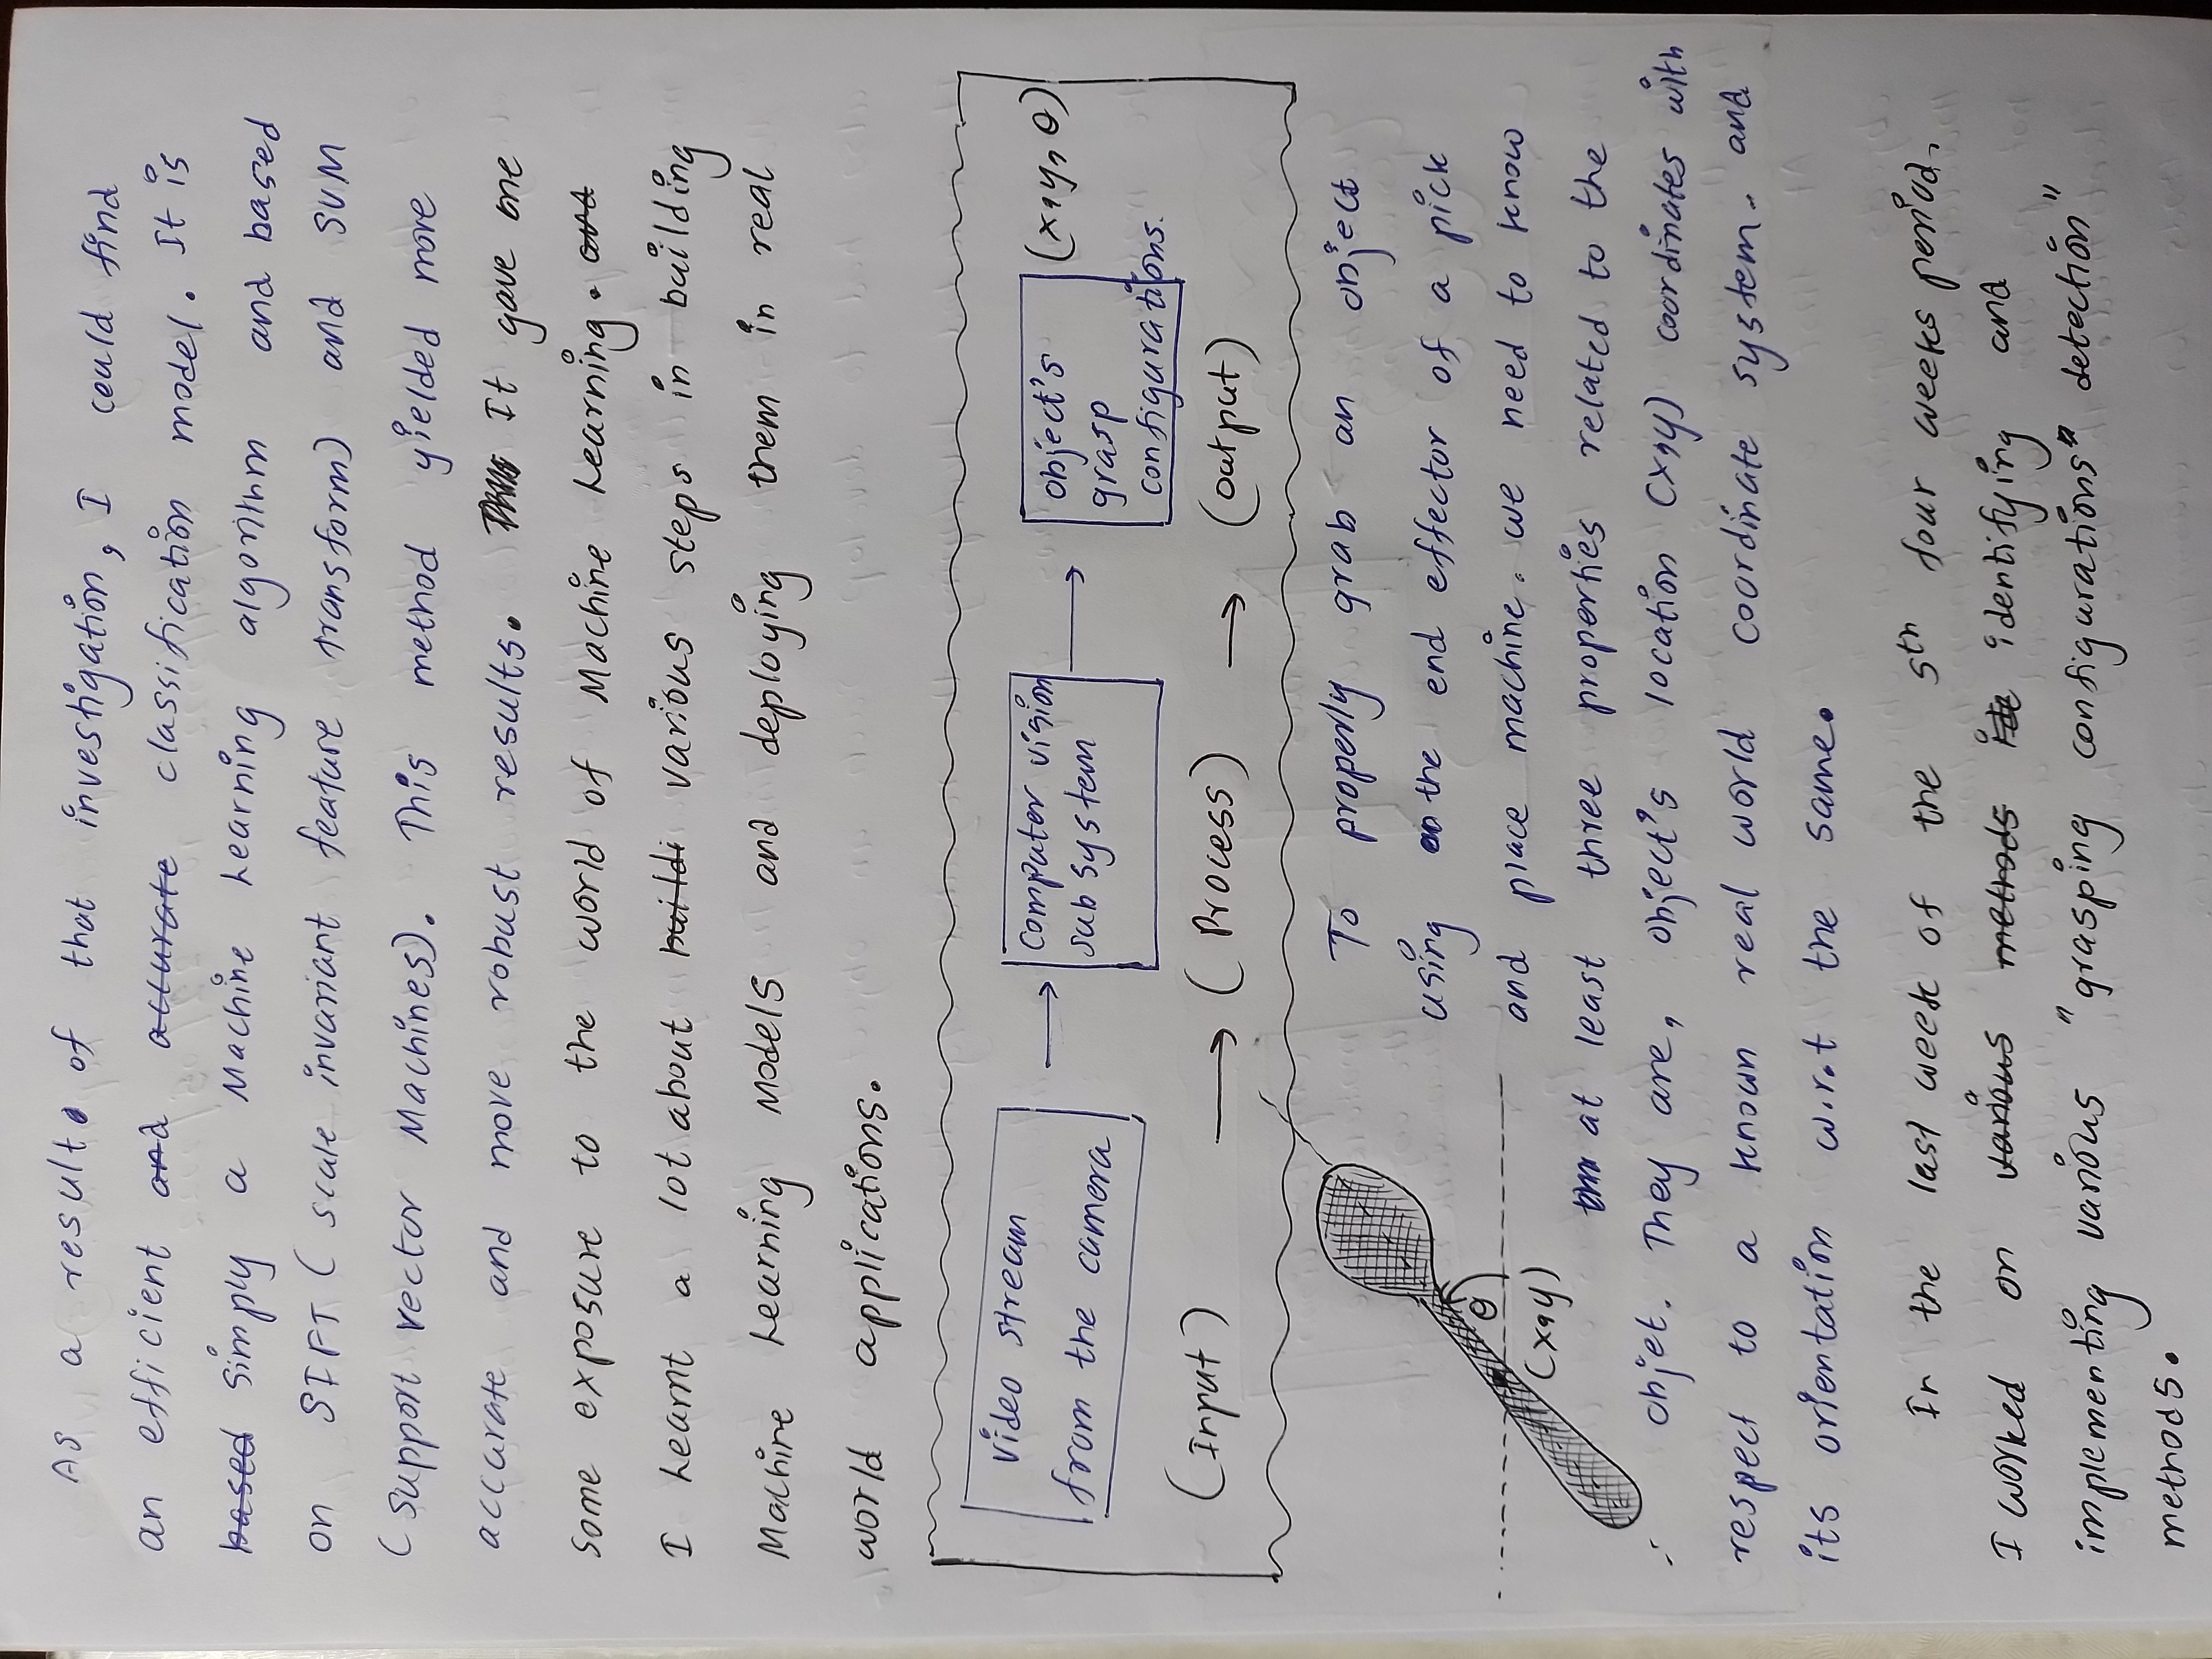 As a result of that investigation, I could find
an efficient and accurate classification model. It is
based simply a Machine Learning algorithm and based
on SIFT (scale invariant feature transform) and SVM
(support vector Machines). This method yielded more
accurate and more robust results. This It gave me
some exposure to the world of Machine Learning. and
I Learnt a lot about buildi various steps in building
Machine Learning Models and deploying them in real
world applications.
Video stream
from the camera
computer vision
sub system
object's
grasp
configurations.
(x,y, θ)
(Input) → (Process) → (output)
θ
(x,y)
To properly grab an object
using the end effector of a pick
and place machine. we need to know
at least three properties related to the
objet. They are, object's location (x,y) coordinates with
respect to a known real world coordinate system. and
its orientation w.r.t the same.
In the last week of the 5th four weeks period,
I worked on various methods ide identifying and
implementing various "grasping configurations" detection"
methods.